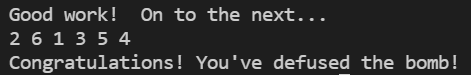 Good work!  On to the next...
2 6 1 3 5 4
Congratulations! You've defused the bomb!